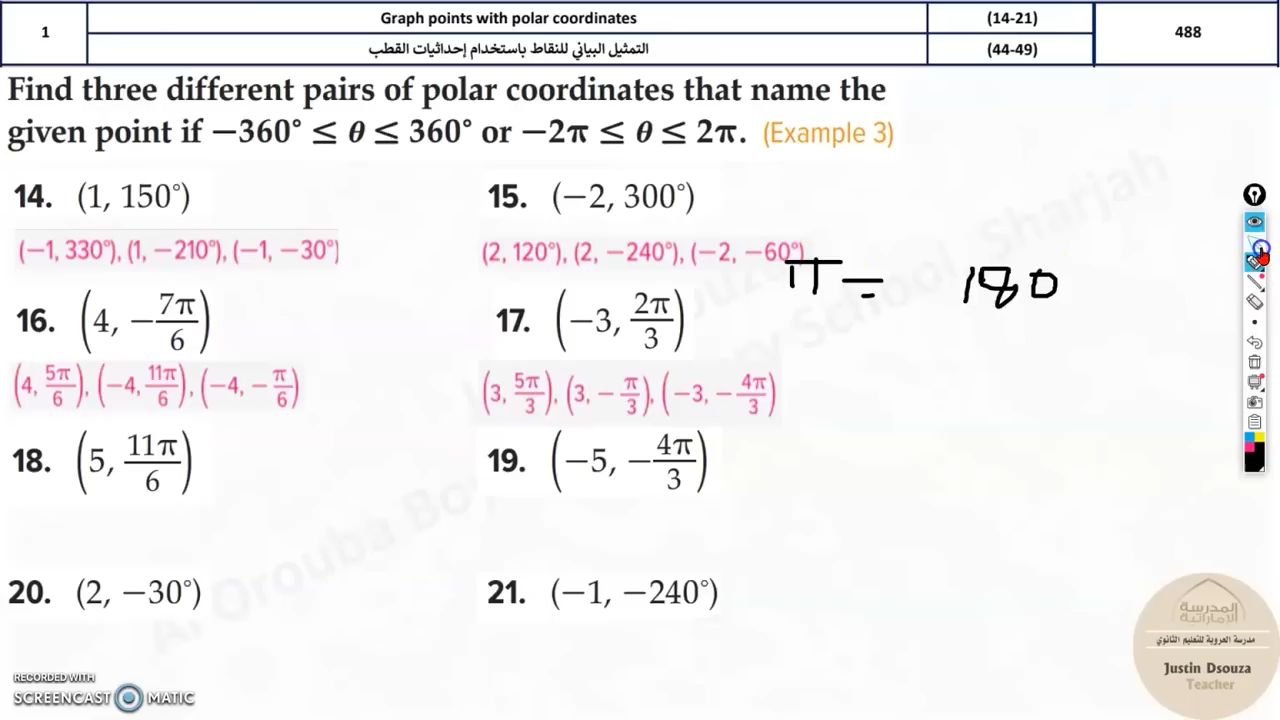 1
Graph points with polar coordinates
(14-21)
488
التمثيل البياني للنقاط باستخدام إحداثيات القطب
(44-49)
Find three different pairs of polar coordinates that name the
given point if −360° ≤ θ ≤ 360° or −2π ≤ θ ≤ 2π. (Example 3)
14. (1, 150°)
15. (−2, 300°)
(−1, 330°), (1, −210°), (−1, −30°)
(2, 120°), (2, −240°), (−2, −60°)
π = 180
16. (4, −7π/6)
17. (−3, 2π/3)
(4, 5π/6), (−4, 11π/6), (−4, −π/6)
(3, 5π/3), (3, −π/3), (−3, −4π/3)
18. (5, 11π/6)
19. (−5, −4π/3)
20. (2, −30°)
21. (−1, −240°)
المدرسة
الإماراتية
مدرسة العروبة للتعليم الثانوي
Justin Dsouza
Teacher
RECORDED WITH
SCREENCAST MATIC